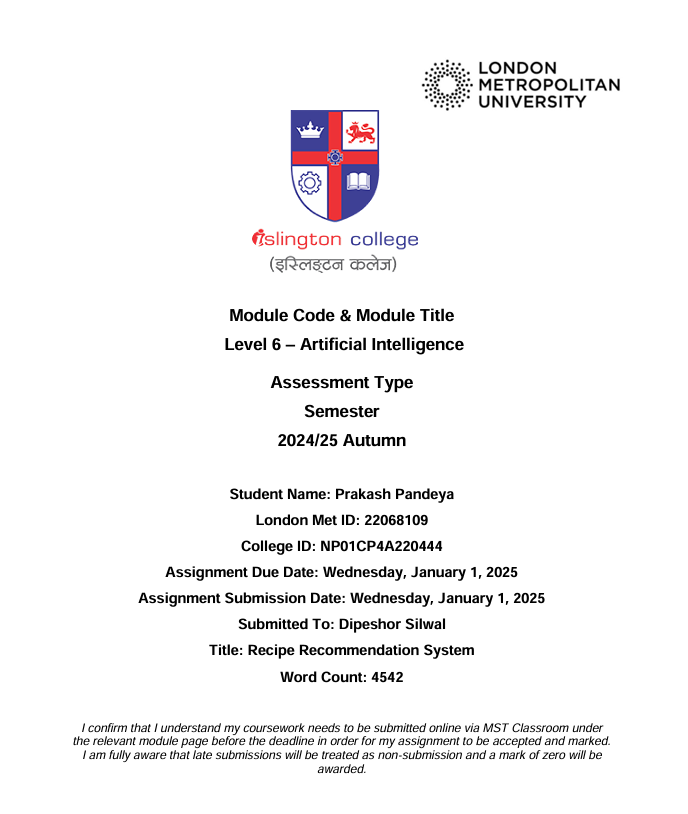 LONDON
METROPOLITAN
UNIVERSITY
islington college
(इस्लिङ्टन कलेज)
Module Code & Module Title
Level 6 – Artificial Intelligence
Assessment Type
Semester
2024/25 Autumn
Student Name: Prakash Pandeya
London Met ID: 22068109
College ID: NP01CP4A220444
Assignment Due Date: Wednesday, January 1, 2025
Assignment Submission Date: Wednesday, January 1, 2025
Submitted To: Dipeshor Silwal
Title: Recipe Recommendation System
Word Count: 4542
I confirm that I understand my coursework needs to be submitted online via MST Classroom under
the relevant module page before the deadline in order for my assignment to be accepted and marked.
I am fully aware that late submissions will be treated as non-submission and a mark of zero will be
awarded.